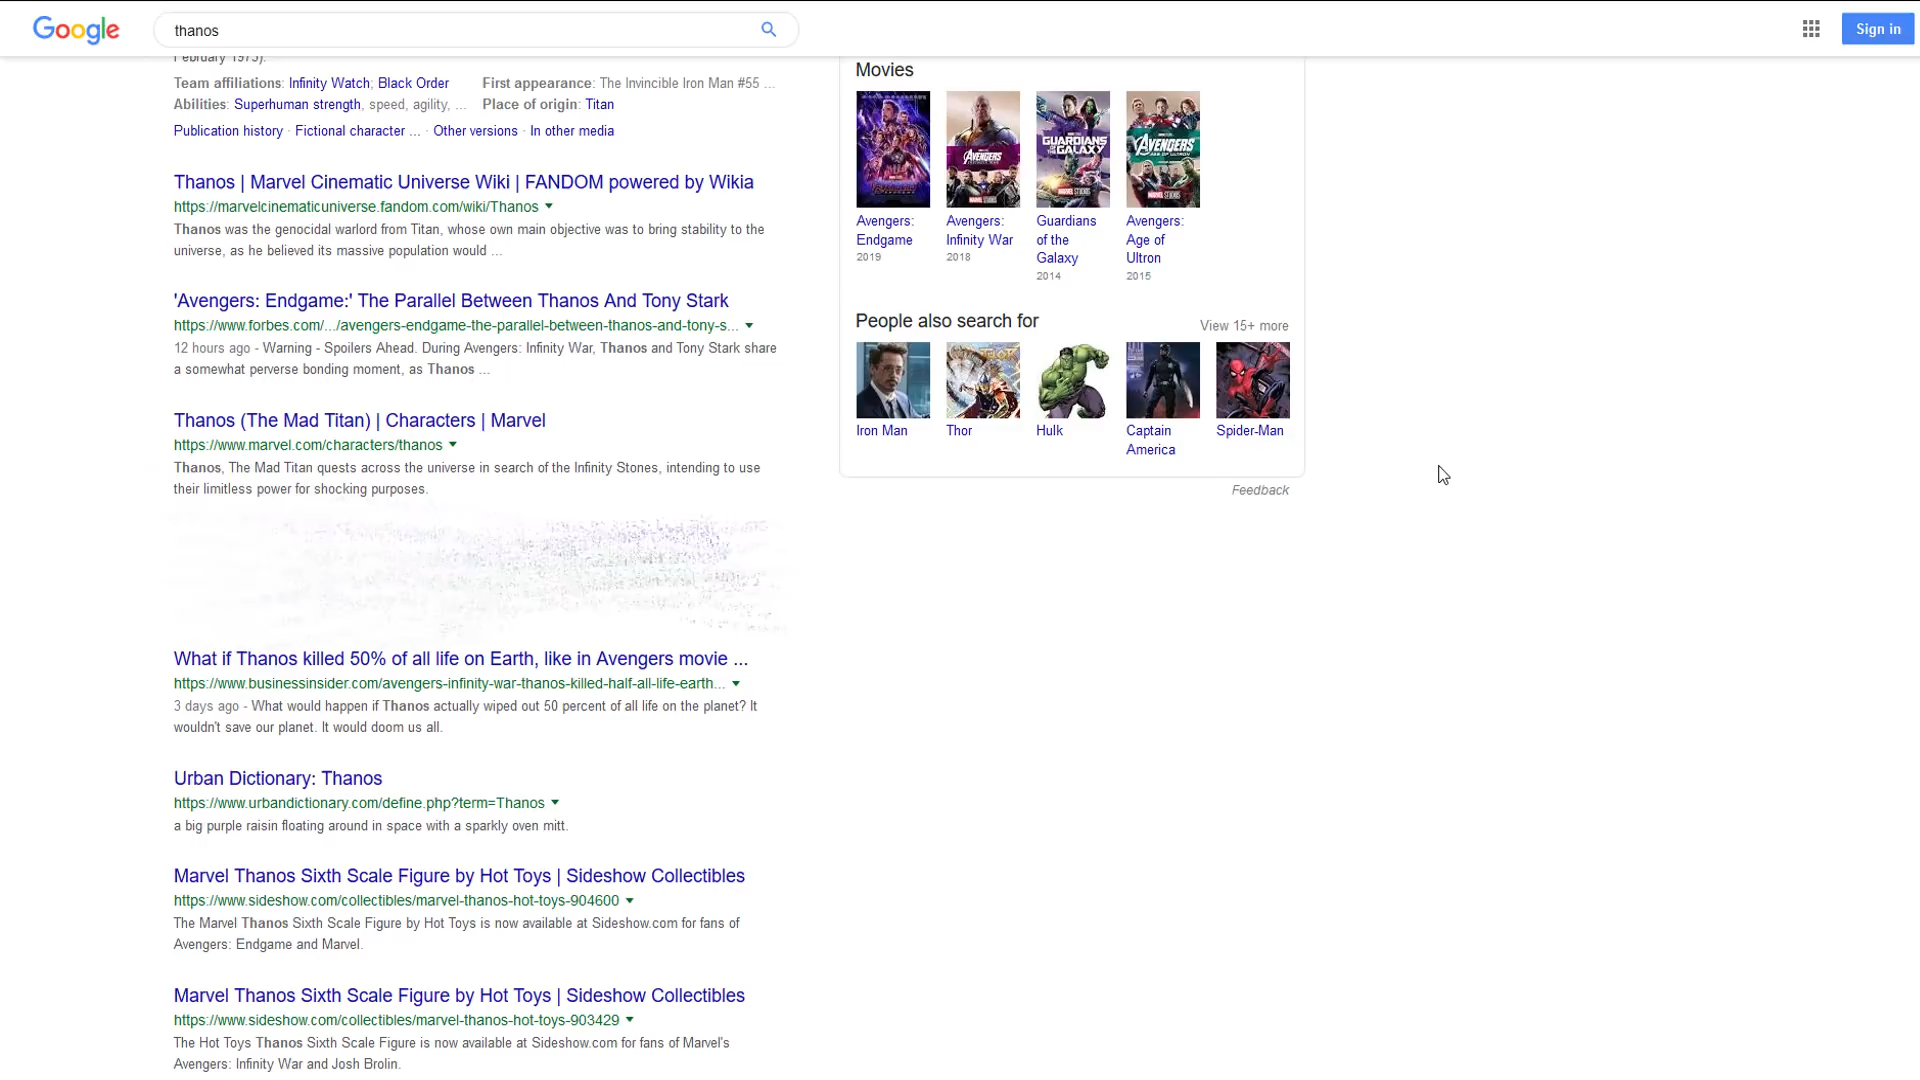 Google
thanos
Sign in
February 1973).
Team affiliations: Infinity Watch; Black Order
First appearance: The Invincible Iron Man #55 ...
Abilities: Superhuman strength, speed, agility, ...
Place of origin: Titan
Publication history · Fictional character ... · Other versions · In other media
Thanos | Marvel Cinematic Universe Wiki | FANDOM powered by Wikia
https://marvelcinematicuniverse.fandom.com/wiki/Thanos
Thanos was the genocidal warlord from Titan, whose own main objective was to bring stability to the
universe, as he believed its massive population would ...
'Avengers: Endgame:' The Parallel Between Thanos And Tony Stark
https://www.forbes.com/.../avengers-endgame-the-parallel-between-thanos-and-tony-s...
12 hours ago - Warning - Spoilers Ahead. During Avengers: Infinity War, Thanos and Tony Stark share
a somewhat perverse bonding moment, as Thanos ...
Thanos (The Mad Titan) | Characters | Marvel
https://www.marvel.com/characters/thanos
Thanos, The Mad Titan quests across the universe in search of the Infinity Stones, intending to use
their limitless power for shocking purposes.
What if Thanos killed 50% of all life on Earth, like in Avengers movie ...
https://www.businessinsider.com/avengers-infinity-war-thanos-killed-half-all-life-earth...
3 days ago - What would happen if Thanos actually wiped out 50 percent of all life on the planet? It
wouldn't save our planet. It would doom us all.
Urban Dictionary: Thanos
https://www.urbandictionary.com/define.php?term=Thanos
a big purple raisin floating around in space with a sparkly oven mitt.
Marvel Thanos Sixth Scale Figure by Hot Toys | Sideshow Collectibles
https://www.sideshow.com/collectibles/marvel-thanos-hot-toys-904600
The Marvel Thanos Sixth Scale Figure by Hot Toys is now available at Sideshow.com for fans of
Avengers: Endgame and Marvel.
Marvel Thanos Sixth Scale Figure by Hot Toys | Sideshow Collectibles
https://www.sideshow.com/collectibles/marvel-thanos-hot-toys-903429
The Hot Toys Thanos Sixth Scale Figure is now available at Sideshow.com for fans of Marvel's
Avengers: Infinity War and Josh Brolin.
Movies
AVENGERS
GUARDIANS
OF THE
GALAXY
AVENGERS
AGE OF ULTRON
Avengers:
Endgame
2019
Avengers:
Infinity War
2018
Guardians
of the
Galaxy
2014
Avengers:
Age of
Ultron
2015
People also search for
View 15+ more
Iron Man
Thor
Hulk
Captain
America
Spider-Man
Feedback